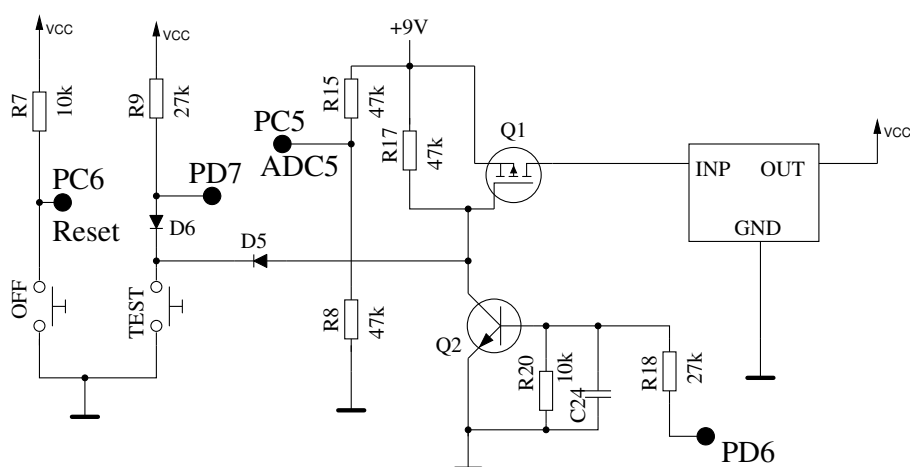 VCC
R7
10k
PC6
Reset
OFF
VCC
R9
27k
PD7
D6
TEST
D5
+9V
R15
47k
PC5
ADC5
R17
47k
Q1
R8
47k
Q2
R20
10k
C24
R18
27k
PD6
INP
OUT
GND
VCC